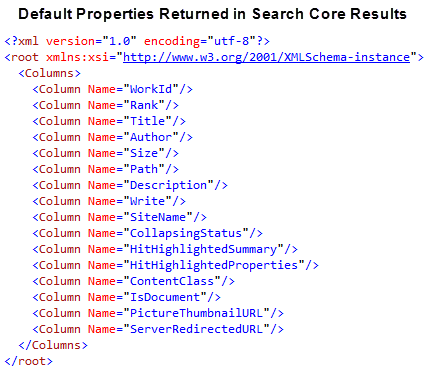 Default Properties Returned in Search Core Results
<?xml version="1.0" encoding="utf-8"?>
<root xmlns:xsi="http://www.w3.org/2001/XMLSchema-instance">
  <Columns>
    <Column Name="WorkId"/>
    <Column Name="Rank"/>
    <Column Name="Title"/>
    <Column Name="Author"/>
    <Column Name="Size"/>
    <Column Name="Path"/>
    <Column Name="Description"/>
    <Column Name="Write"/>
    <Column Name="SiteName"/>
    <Column Name="CollapsingStatus"/>
    <Column Name="HitHighlightedSummary"/>
    <Column Name="HitHighlightedProperties"/>
    <Column Name="ContentClass"/>
    <Column Name="IsDocument"/>
    <Column Name="PictureThumbnailURL"/>
    <Column Name="ServerRedirectedURL"/>
  </Columns>
</root>